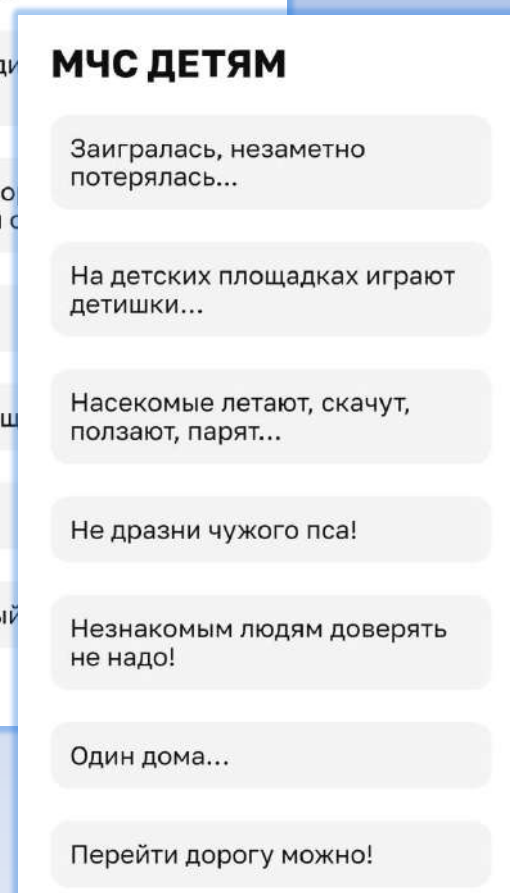 МЧС ДЕТЯМ
Заигралась, незаметно
потерялась...
На детских площадках играют
детишки...
Насекомые летают, скачут,
ползают, парят...
Не дразни чужого пса!
Незнакомым людям доверять
не надо!
Один дома...
Перейти дорогу можно!